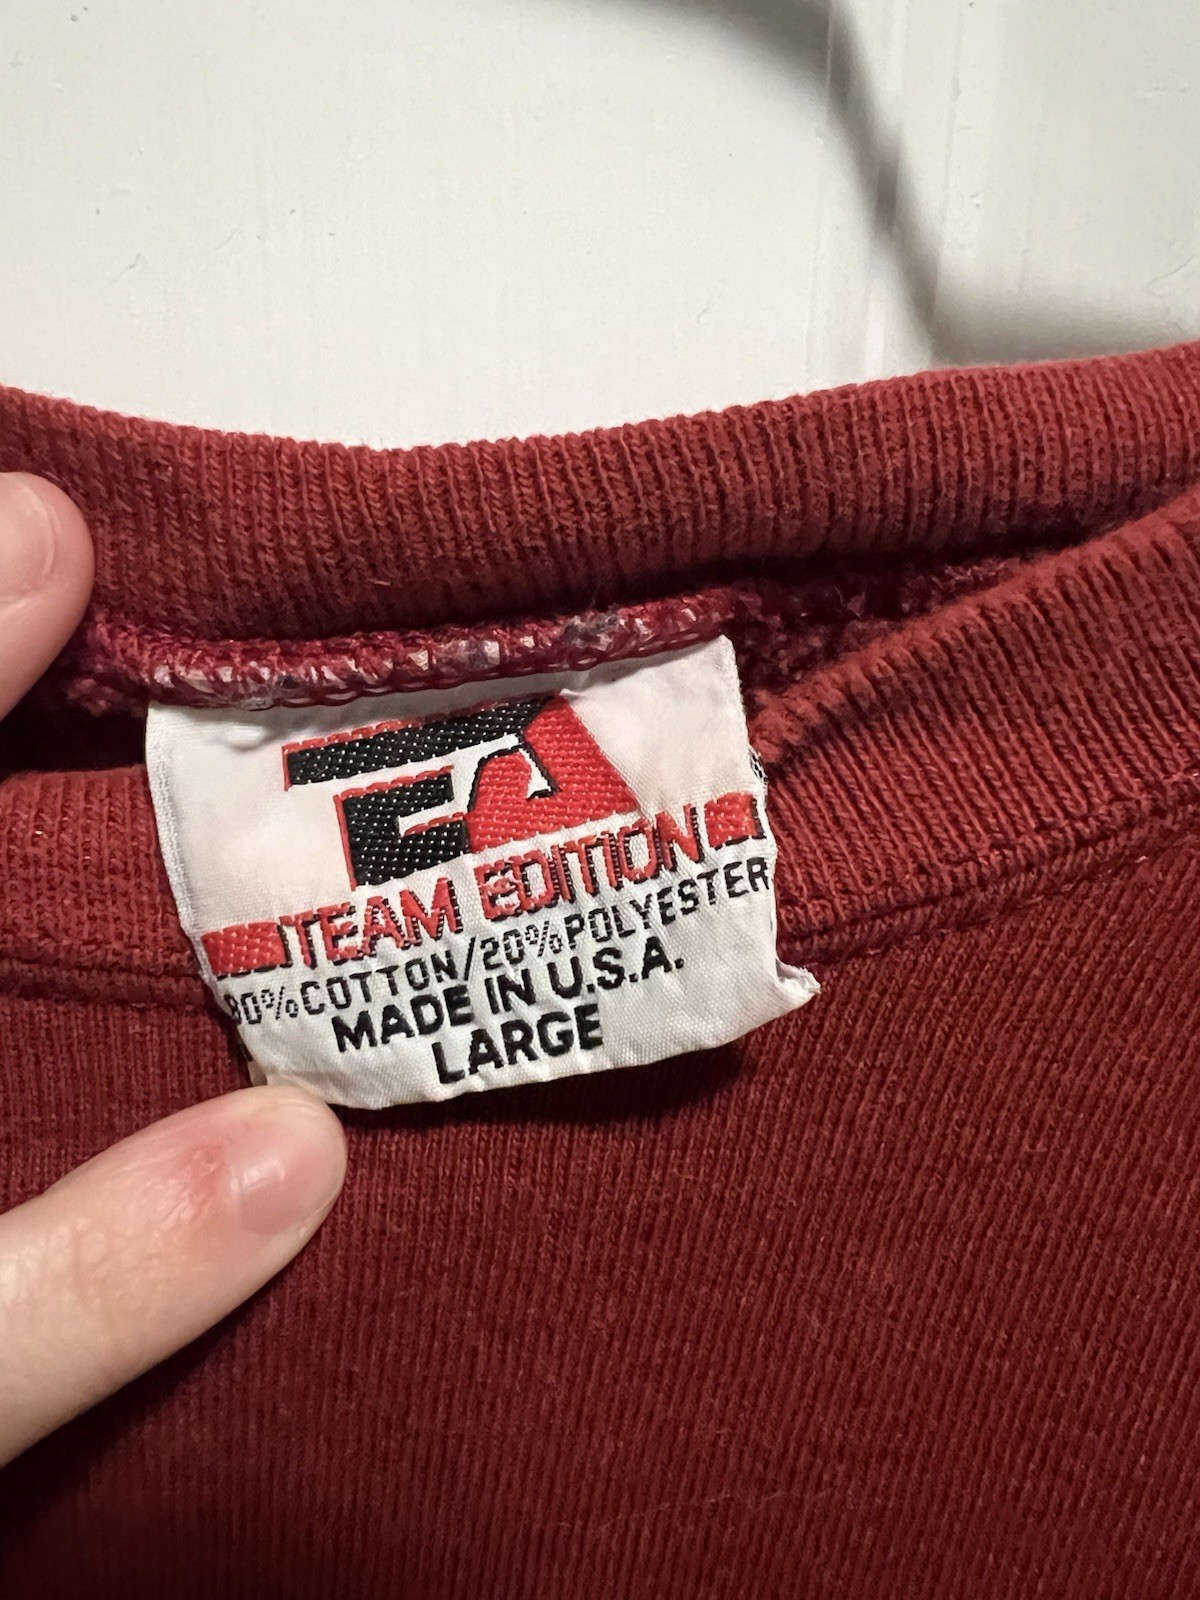 TEAM EDITION
80%COTTON/20%POLYESTER
MADE IN U.S.A.
LARGE